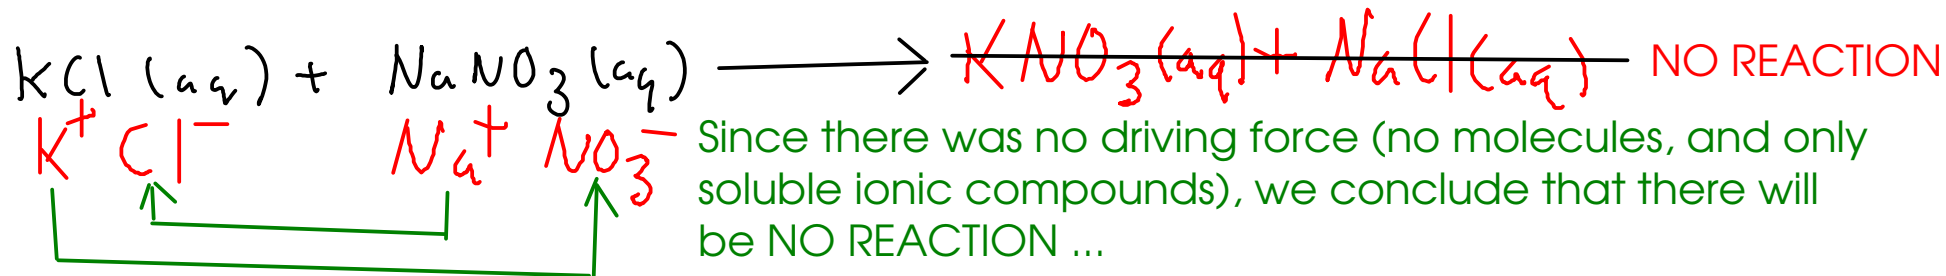 KCl (aq) + NaNO3 (aq) → KNO3 (aq) + NaCl (aq) NO REACTION
K+ Cl- Na+ NO3- Since there was no driving force (no molecules, and only
soluble ionic compounds), we conclude that there will
be NO REACTION ...